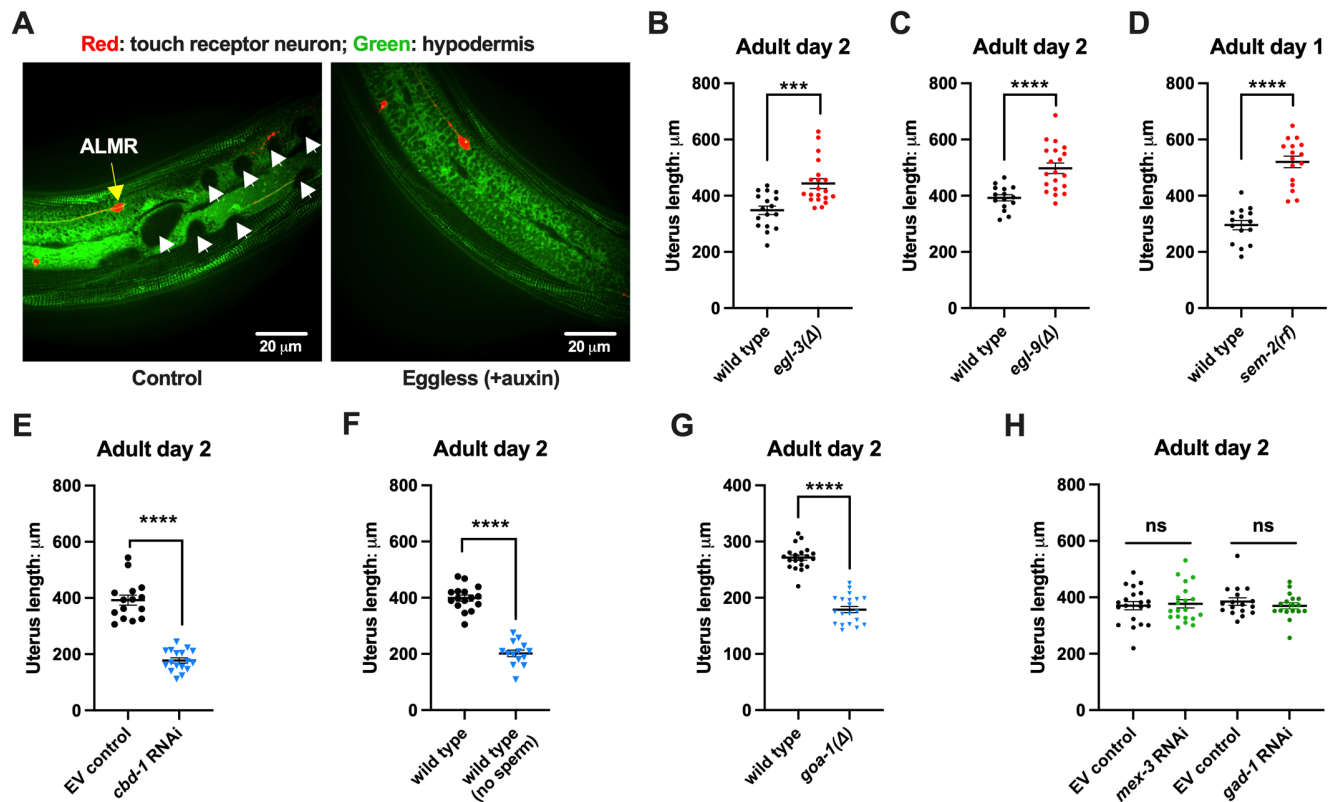 A
Red: touch receptor neuron; Green: hypodermis
ALMR
20 µm
20 µm
Control
Eggless (+auxin)
B
Adult day 2
***
Uterus length: µm
800
600
400
200
0
wild type
egl-3(Δ)
C
Adult day 2
****
Uterus length: µm
800
600
400
200
0
wild type
egl-9(Δ)
D
Adult day 1
****
Uterus length: µm
800
600
400
200
0
wild type
sem-2(rf)
E
Adult day 2
****
Uterus length: µm
800
600
400
200
0
EV control
cbd-1 RNAi
F
Adult day 2
****
Uterus length: µm
800
600
400
200
0
wild type
wild type
(no sperm)
G
Adult day 2
****
Uterus length: µm
400
300
200
100
0
wild type
goa-1(Δ)
H
Adult day 2
ns
ns
Uterus length: µm
800
600
400
200
0
EV control
mex-3 RNAi
EV control
gad-1 RNAi